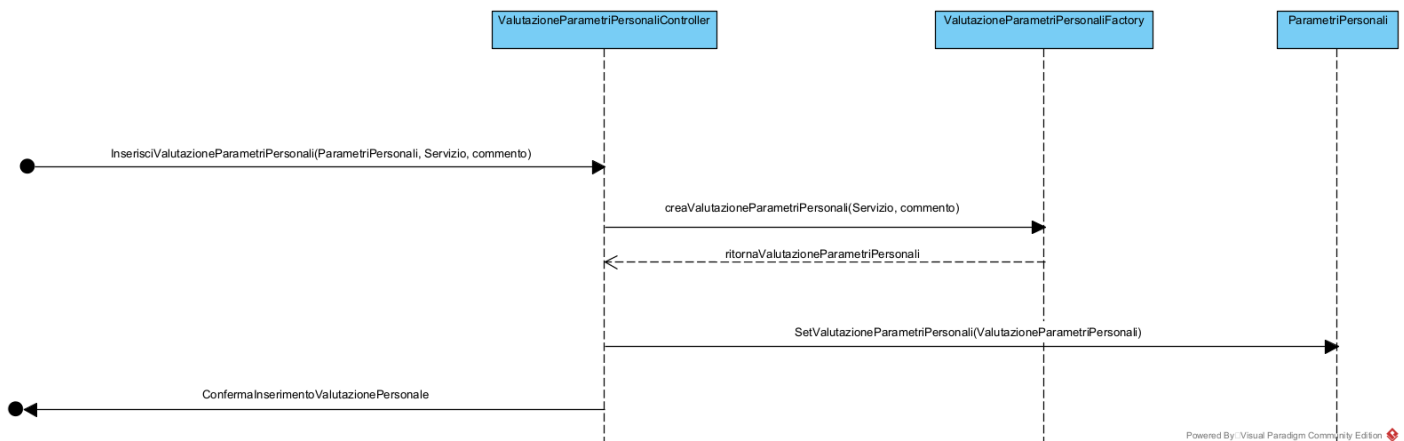 ValutazioneParametriPersonaliController
ValutazioneParametriPersonaliFactory
ParametriPersonali
InserisciValutazioneParametriPersonali(ParametriPersonali, Servizio, commento)
creaValutazioneParametriPersonali(Servizio, commento)
ritornaValutazioneParametriPersonali
SetValutazioneParametriPersonali(ValutazioneParametriPersonali)
ConfermaInserimentoValutazionePersonale
Powered By Visual Paradigm Community Edition